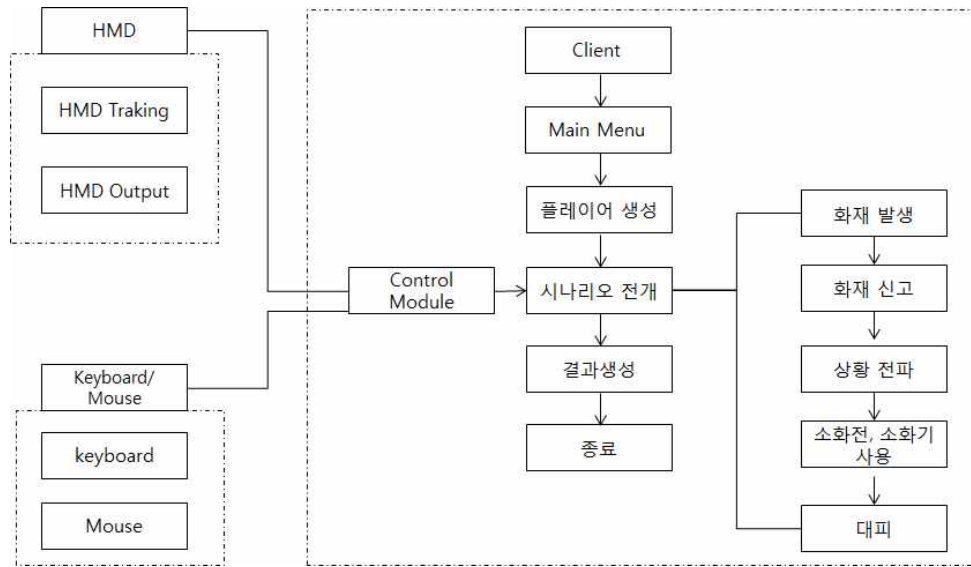 HMD
HMD Traking
HMD Output
Keyboard/
Mouse
keyboard
Mouse
Control
Module
Client
Main Menu
플레이어 생성
시나리오 전개
결과생성
종료
화재 발생
화재 신고
상황 전파
소화전, 소화기
사용
대피